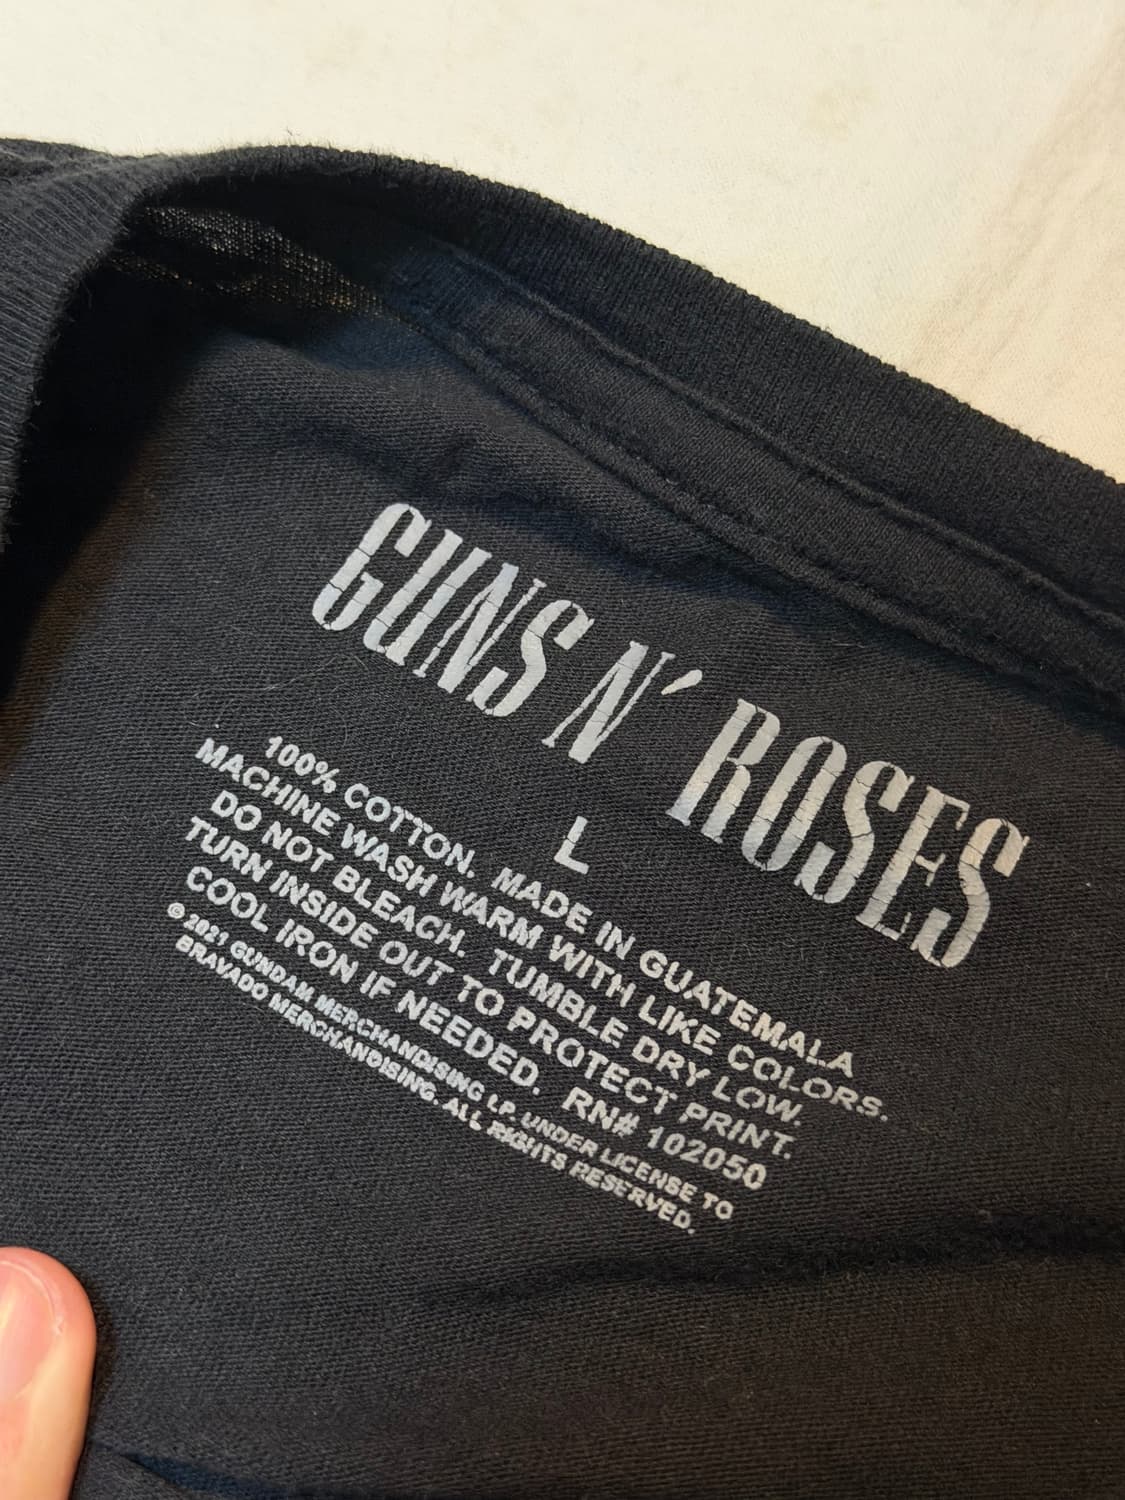 GUNS N' ROSES
L
100% COTTON. MADE IN GUATEMALA
MACHINE WASH WARM WITH LIKE COLORS.
DO NOT BLEACH. TUMBLE DRY LOW.
TURN INSIDE OUT TO PROTECT PRINT.
COOL IRON IF NEEDED. RN# 102050
© 2021 GUNDAM MERCHANDISING LP. UNDER LICENSE TO
BRAVADO MERCHANDISING. ALL RIGHTS RESERVED.